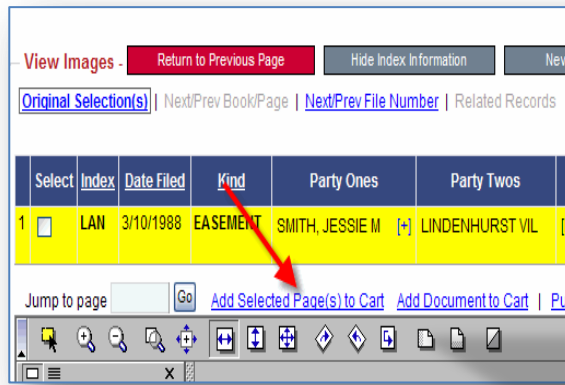 View Images - Return to Previous Page Hide Index Information New
Original Selection(s) | Next/Prev Book/Page | Next/Prev File Number | Related Records
Select Index Date Filed Kind Party Ones Party Twos
1 LAN 3/10/1988 EASEMENT SMITH, JESSIE M [+] LINDENHURST VIL [
Jump to page Go Add Selected Page(s) to Cart Add Document to Cart | Pu